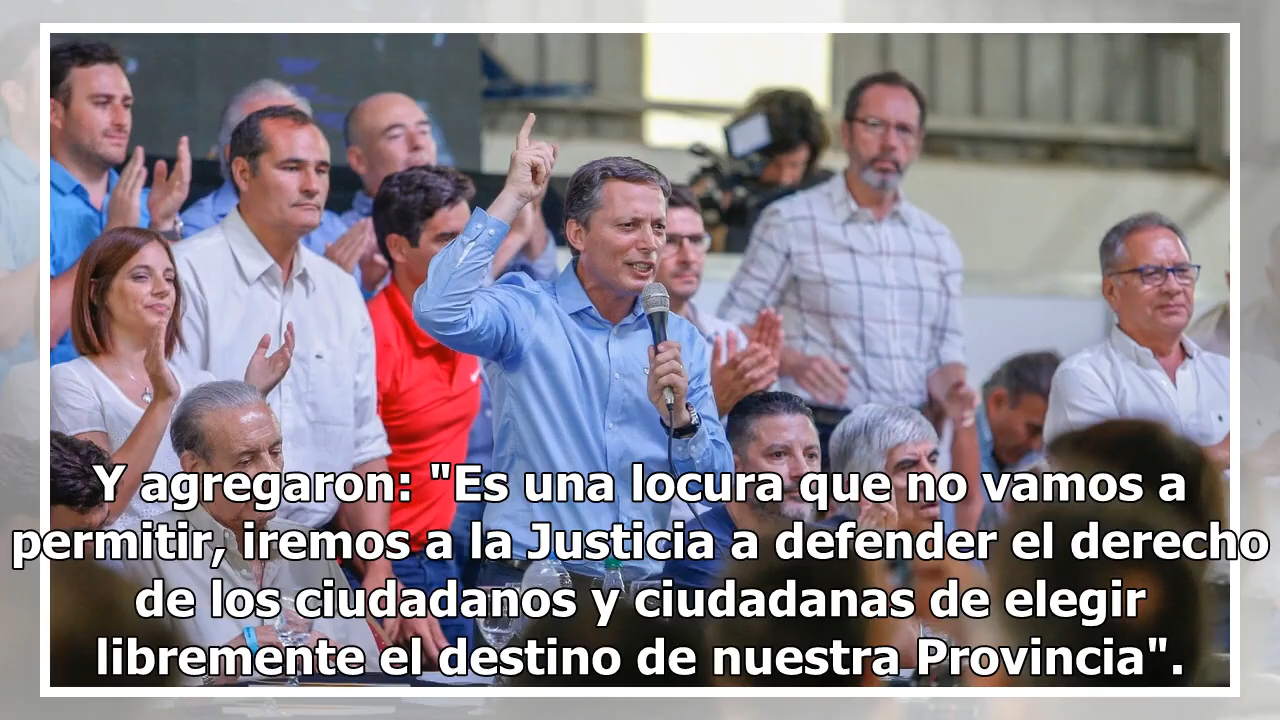 Y agregaron: "Es una locura que no vamos a
permitir, iremos a la Justicia a defender el derecho
de los ciudadanos y ciudadanas de elegir
libremente el destino de nuestra Provincia".